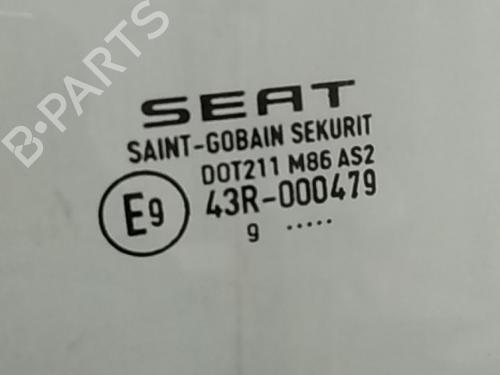 B-PARTS
SEAT
SAINT-GOBAIN SEKURIT
DOT211 M86 AS2
E9 43R-000479
9 .....